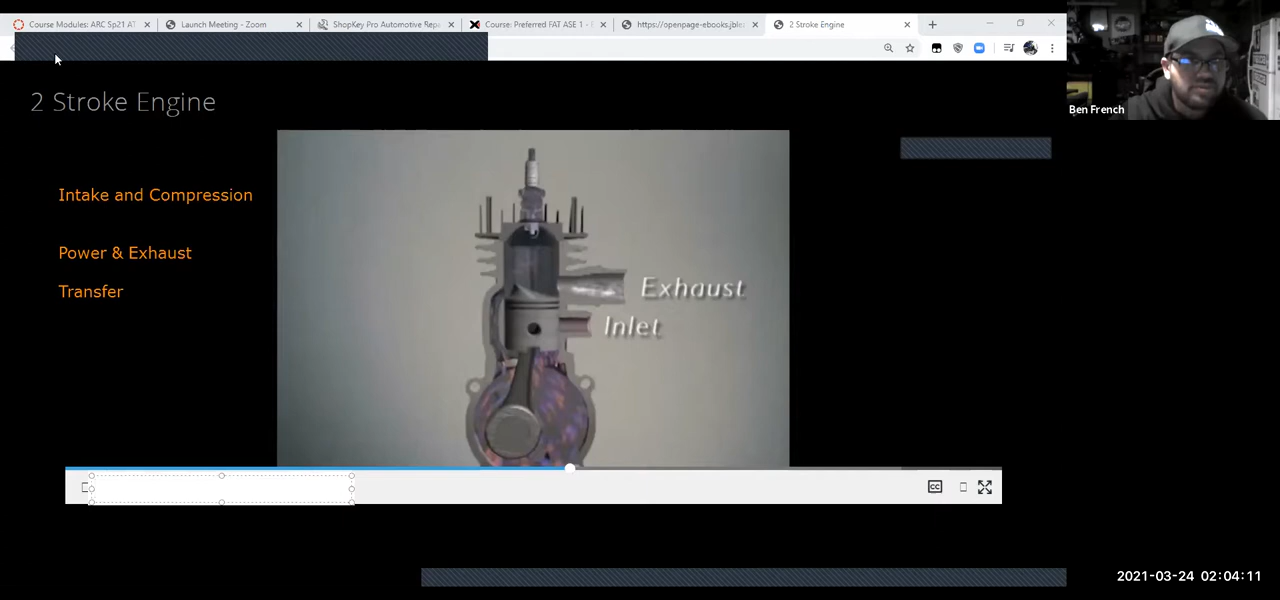 Course Modules: ARC Sp21 AT
Launch Meeting - Zoom
ShopKey Pro Automotive Repa
Course: Preferred FAT ASE 1 - E
https://openpage-ebooks.jble
2 Stroke Engine
2 Stroke Engine
Ben French
Intake and Compression
Power & Exhaust
Transfer
Exhaust
Inlet
CC
2021-03-24 02:04:11